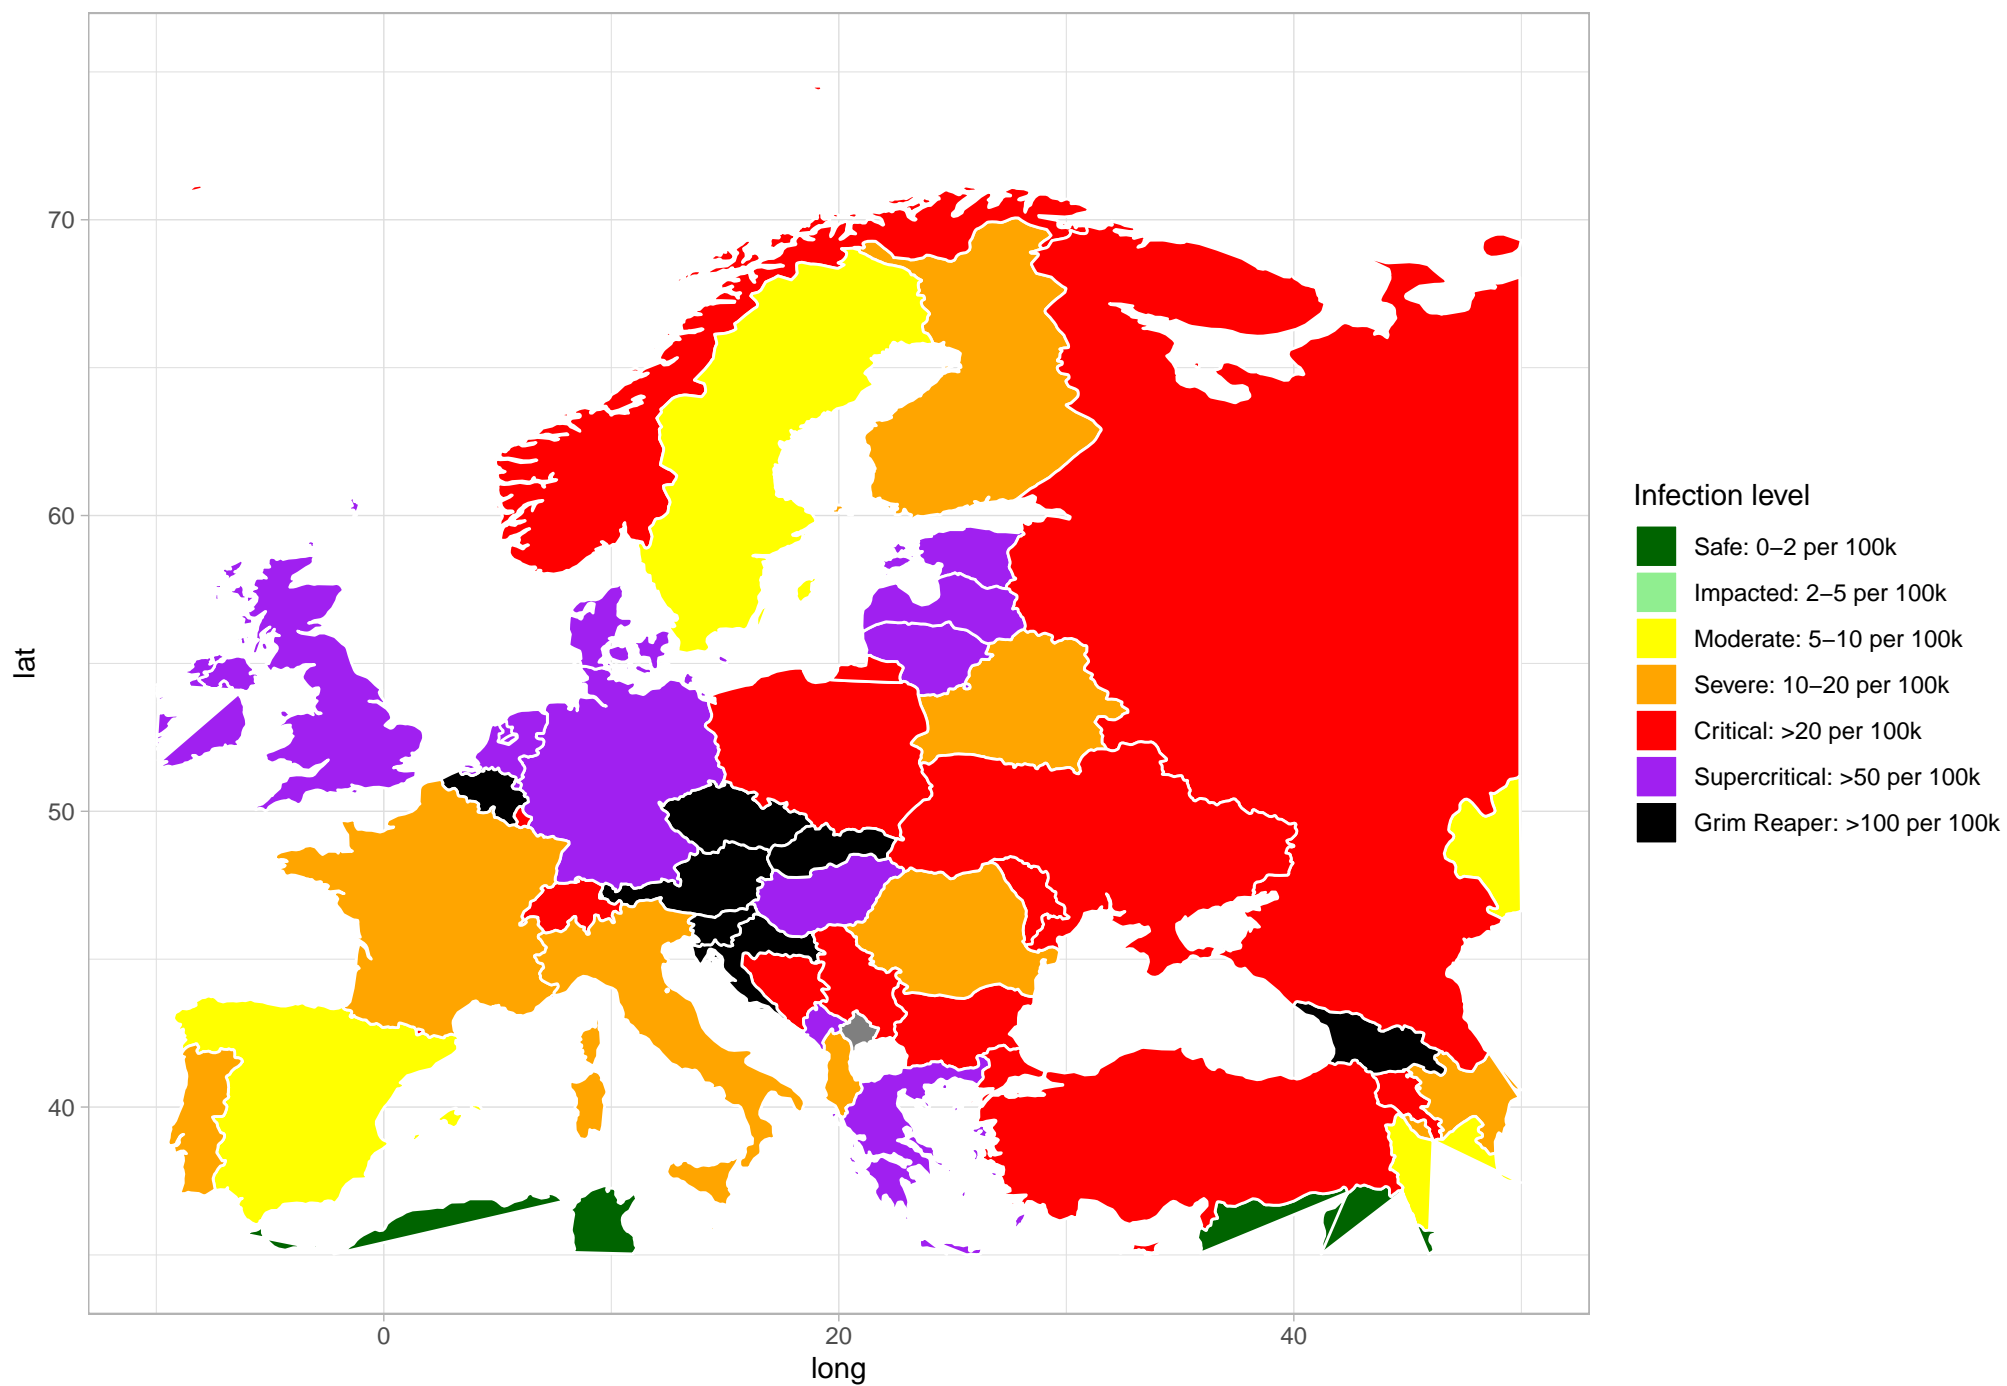 70
60
50
40
lat
0
20
40
long
Infection level
Safe: 0−2 per 100k
Impacted: 2−5 per 100k
Moderate: 5−10 per 100k
Severe: 10−20 per 100k
Critical: >20 per 100k
Supercritical: >50 per 100k
Grim Reaper: >100 per 100k